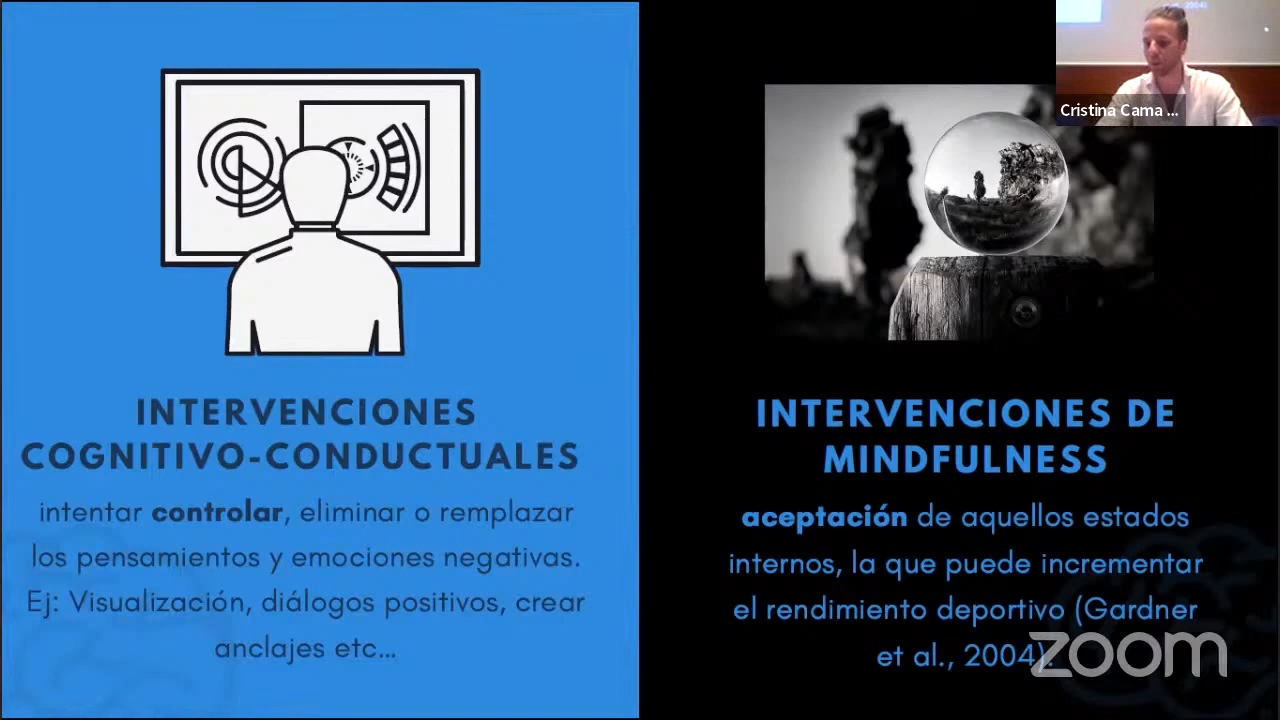 INTERVENCIONES
COGNITIVO-CONDUCTUALES
intentar controlar, eliminar o remplazar
los pensamientos y emociones negativas.
Ej: Visualización, diálogos positivos, crear
anclajes etc...
INTERVENCIONES DE
MINDFULNESS
aceptación de aquellos estados
internos, la que puede incrementar
el rendimiento deportivo (Gardner
et al., 2004).
Cristina Cama ...
zoom